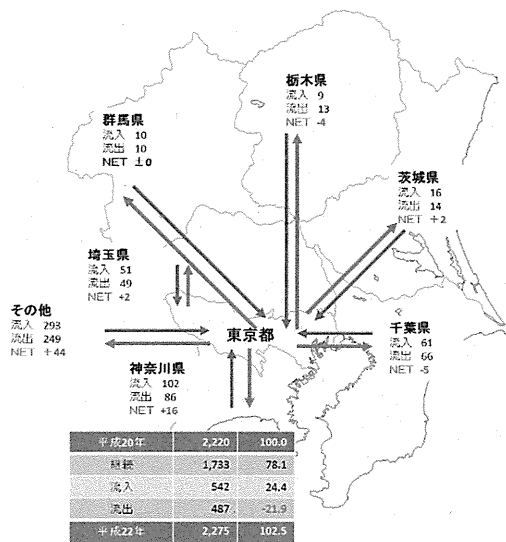 栃木県
流入 9
流出 13
NET -4
群馬県
流入 10
流出 10
NET ±0
茨城県
流入 16
流出 14
NET +2
埼玉県
流入 51
流出 49
NET +2
その他
流入 293
流出 249
NET +44
東京都
千葉県
流入 61
流出 66
NET -5
神奈川県
流入 102
流出 86
NET +16
平成20年 2,220 100.0
継続 1,733 78.1
流入 542 24.4
流出 487 -21.9
平成22年 2,275 102.5